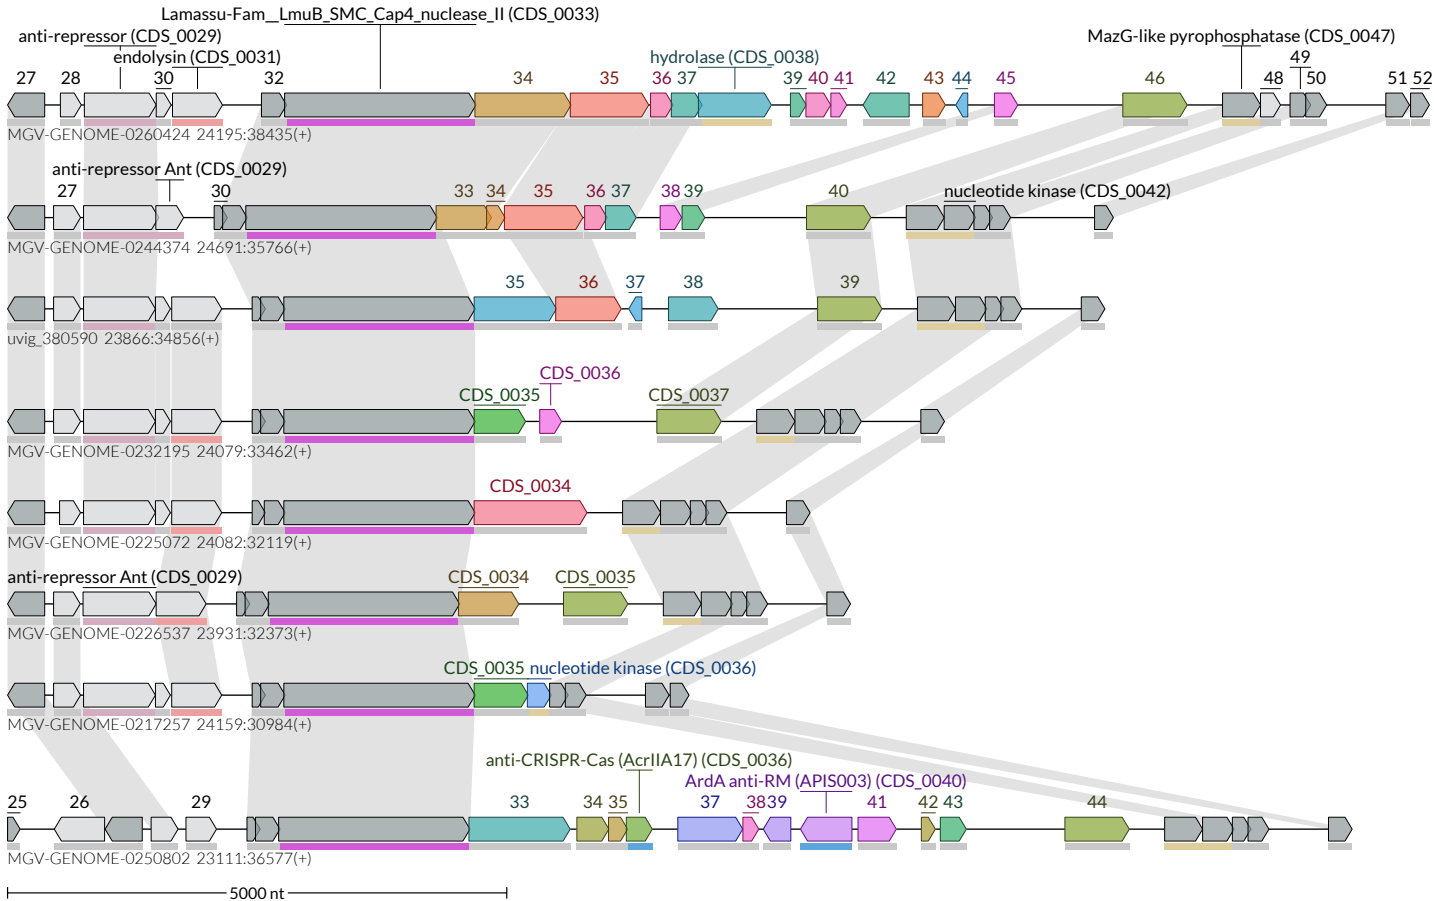 Lamassu-Fam__LmuB_SMC_Cap4_nuclease_II (CDS_0033)
anti-repressor (CDS_0029) MazG-like pyrophosphatase (CDS_0047)
endolysin (CDS_0031) hydrolase (CDS_0038) 49
27 28 30 32 34 35 36 37 39 40 41 42 43 44 45 46 48 50 51 52
MGV-GENOME-0260424 24195:38435(+)
anti-repressor Ant (CDS_0029)
27 30 33 34 35 36 37 38 39 40 nucleotide kinase (CDS_0042)
MGV-GENOME-0244374 24691:35766(+)
35 36 37 38 39
uvig_380590 23866:34856(+)
CDS_0036
CDS_0035 CDS_0037
MGV-GENOME-0232195 24079:33462(+)
CDS_0034
MGV-GENOME-0225072 24082:32119(+)
anti-repressor Ant (CDS_0029) CDS_0034 CDS_0035
MGV-GENOME-0226537 23931:32373(+)
CDS_0035 nucleotide kinase (CDS_0036)
MGV-GENOME-0217257 24159:30984(+)
anti-CRISPR-Cas (AcrIIA17) (CDS_0036)
ArdA anti-RM (APIS003) (CDS_0040)
25 26 29 33 34 35 37 38 39 41 42 43 44
MGV-GENOME-0250802 23111:36577(+)
5000 nt